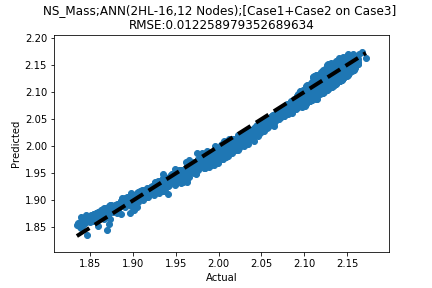 NS_Mass;ANN(2HL-16,12 Nodes);[Case1+Case2 on Case3]
RMSE:0.012258979352689634
2.20
2.15
2.10
2.05
2.00
1.95
1.90
1.85
Predicted
1.85 1.90 1.95 2.00 2.05 2.10 2.15
Actual